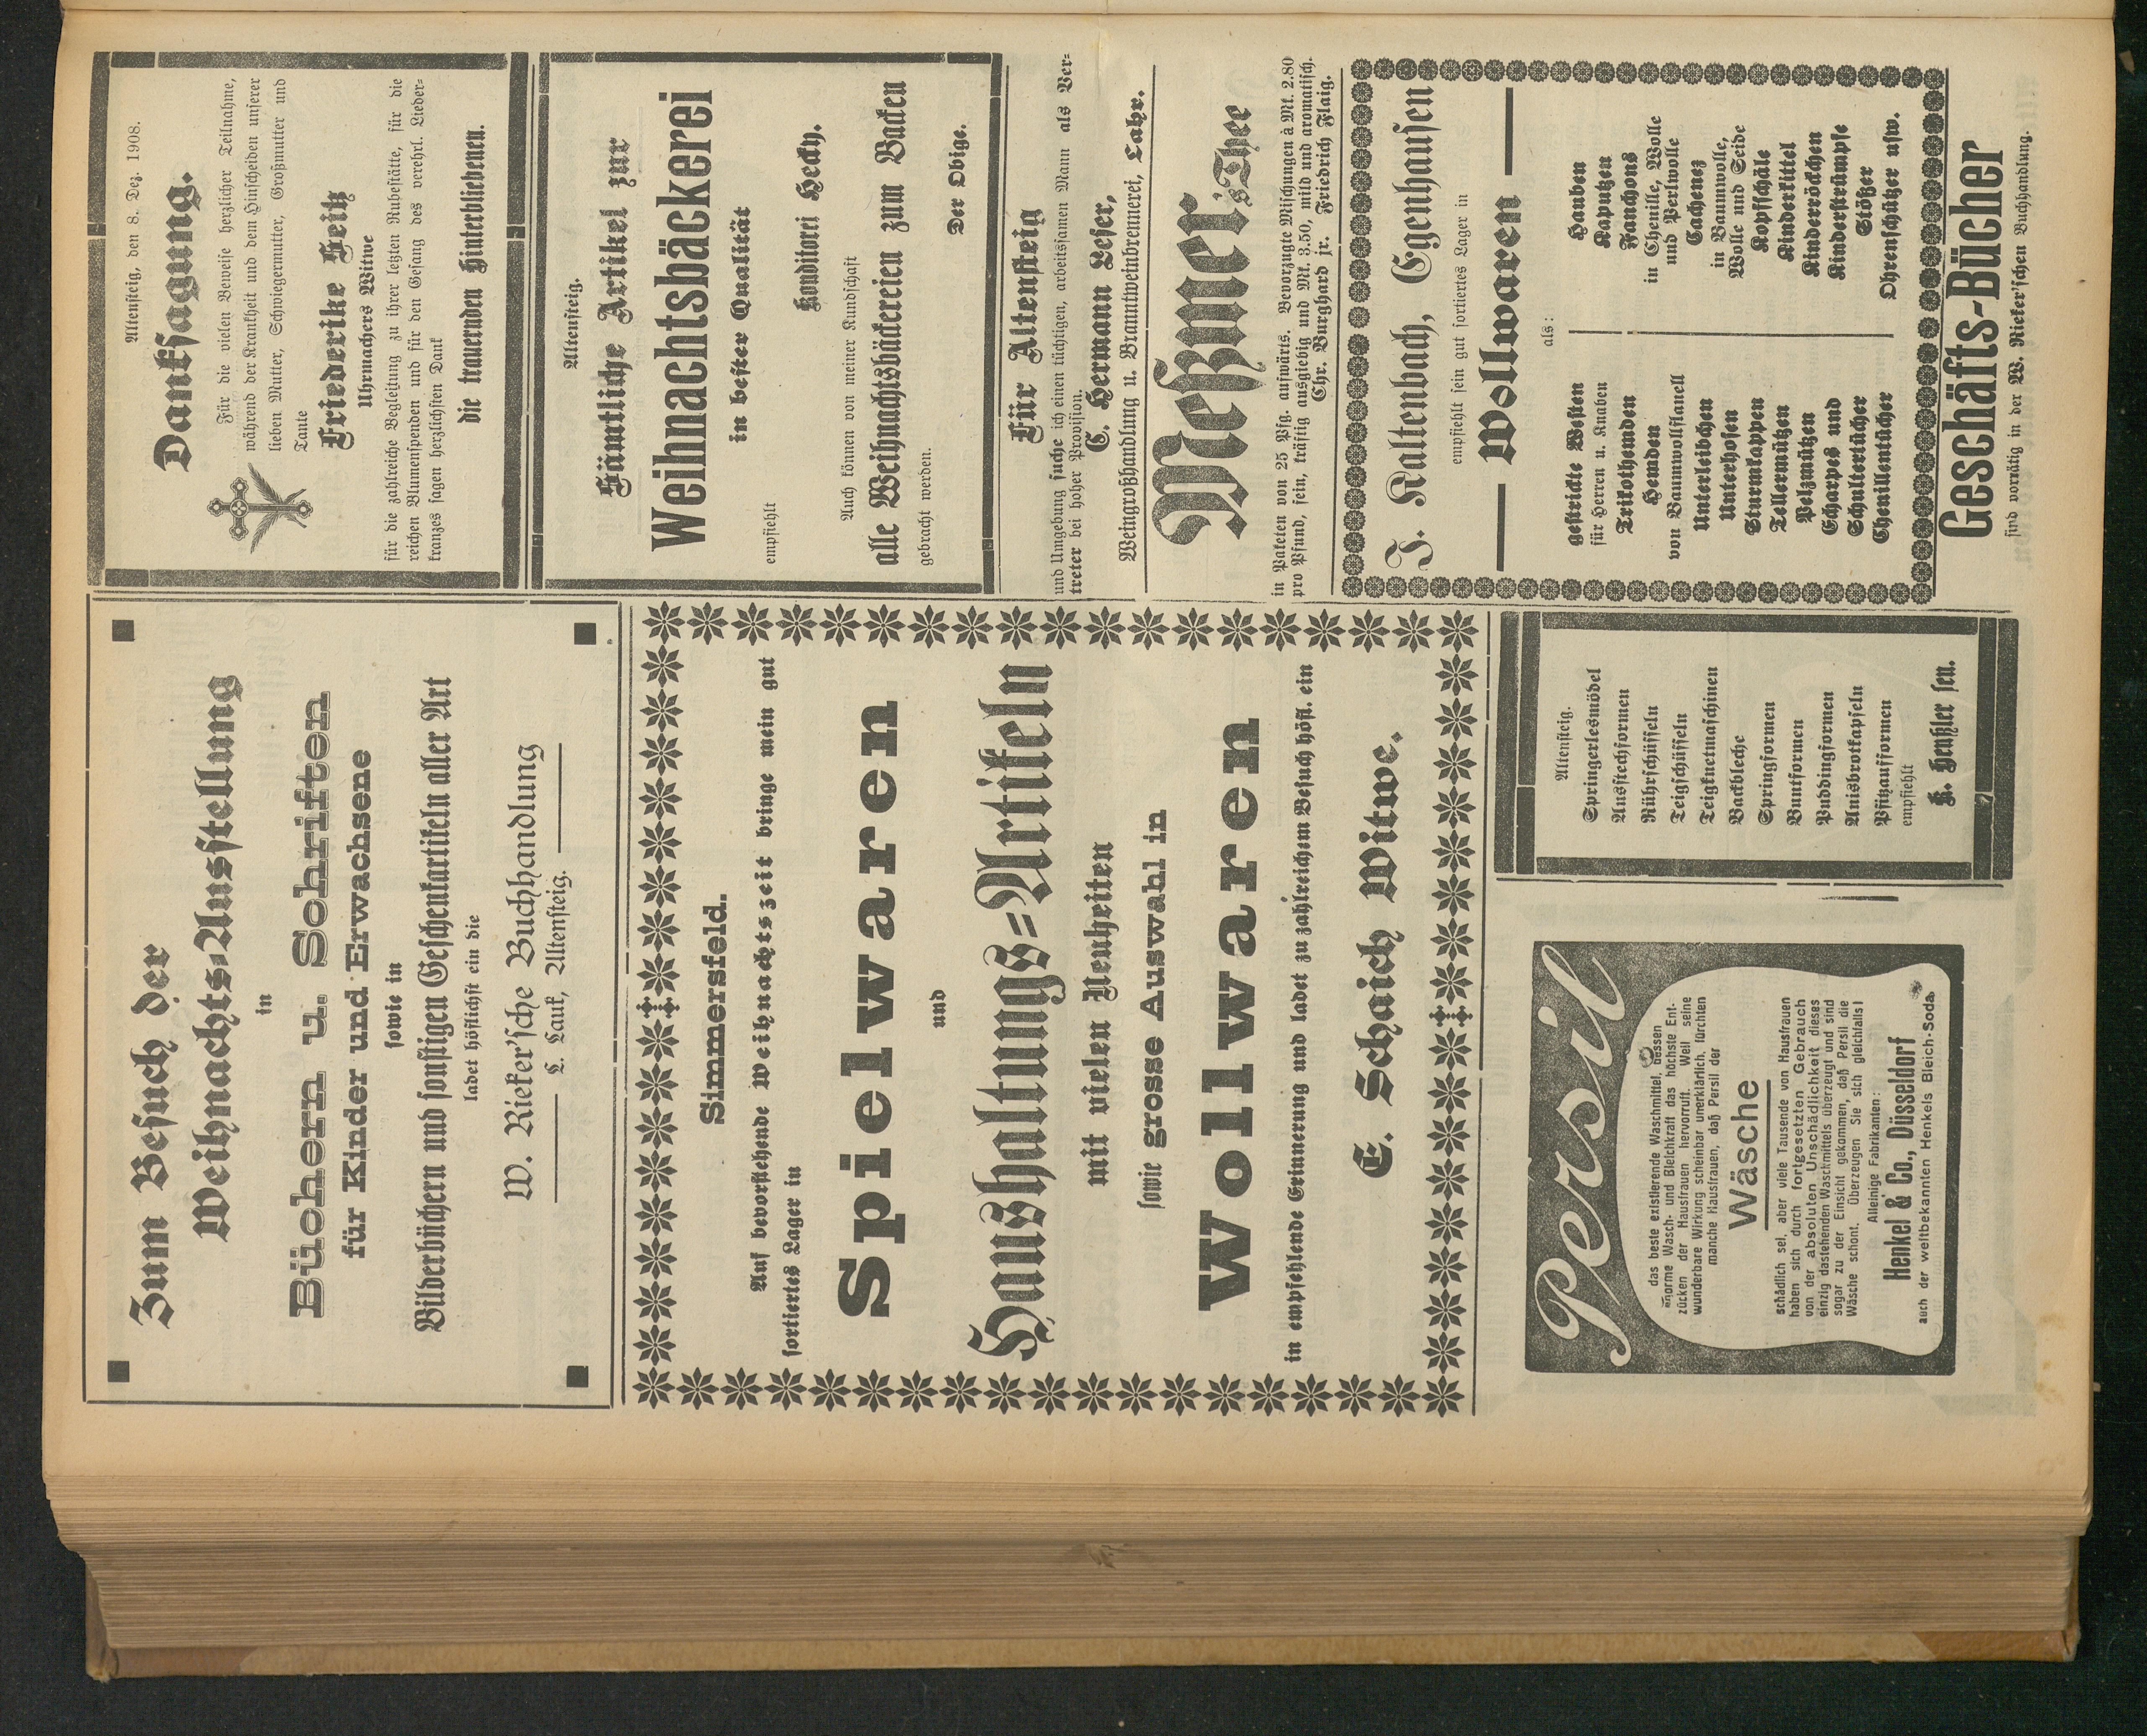 Zum Besuch der
Weihnachts-Ausstellung
in
Büchern u. Schriften
für Kinder und Erwachsene
sowie in
Bilderbüchern und sonstigen Geschenkartikeln aller Art
ladet höflichst ein die
W. Rieker'sche Buchhandlung
L. Lauk, Altensteig.
Simmersfeld.
Auf bevorstehende Weihnachtszeit bringe mein gut
sortiertes Lager in
Spielwaren
und
Haushaltungs-Artikeln
mit vielen Neuheiten
sowie grosse Auswahl in
Wollwaren
in empfehlende Erinnerung und ladet zu zahlreichem Besuch höfl. ein
E. Schaich Witwe.
Persil
das beste existierende Waschmittel, dessen
enorme Wasch- und Bleichkraft das höchste Ent-
zücken der Hausfrauen hervorruft. Weil seine
wunderbare Wirkung scheinbar unerklärlich, fürchten
manche Hausfrauen, daß Persil der
Wäsche
schädlich sei, aber viele Tausende von Hausfrauen
haben sich durch fortgesetzten Gebrauch
von der absoluten Unschädlichkeit dieses
einzig dastehenden Waschmittels überzeugt und sind
sogar zu der Einsicht gekommen, daß Persil die
Wäsche schont. Überzeugen Sie sich gleichfalls!
Alleinige Fabrikanten:
Henkel & Co., Düsseldorf
auch der weltbekannten Henkels Bleich-Soda.
Altensteig.
Springerlesmödel
Ausstechformen
Rührschüsseln
Teigschüsseln
Teigknetmaschinen
Backbleche
Springformen
Bundformen
Puddingformen
Anisbrotkapseln
Pfitzaufformen
empfiehlt
K. Henßler sen.
Altensteig, den 8. Dez. 1908.
Danksagung.
Für die vielen Beweise herzlicher Teilnahme,
während der Krankheit und dem Hinscheiden unserer
lieben Mutter, Schwiegermutter, Großmutter und
Tante
Friederike Seitz
Uhrmachers Witwe
für die zahlreiche Begleitung zu ihrer letzten Ruhestätte, für die
reichen Blumenspenden und für den Gesang des verehrl. Lieder-
kranzes sagen herzlichsten Dank
die trauernden Hinterbliebenen.
Altensteig.
Sämtliche Artikel zur
Weihnachtsbäckerei
in bester Qualität
empfiehlt
Konditorei Hecky.
Auch können von meiner Kundschaft
alle Weihnachtsbäckereien zum Backen
gebracht werden.
Der Obige.
Für Altensteig
und Umgebung suche ich einen tüchtigen, arbeitsamen Mann als Ver-
treter bei hoher Provision.
C. Hermann Leser,
Weingroßhandlung u. Branntweinbrennerei, Lahr.
Meßmer's Thee
in Paketen von 25 Pfg. aufwärts. Bevorzugte Mischungen à Mk. 2.80
pro Pfund, fein, kräftig ausgiebig und Mk. 3.50, mild und aromatisch.
Chr. Burghard jr. Friedrich Flaig.
J. Kaltenbach, Egenhausen
empfiehlt sein gut sortiertes Lager in
Wollwaren
als:
gestrickte Westen
für Herren u. Knaben
Trikothemden
Hemden
von Baumwollflanell
Unterleibchen
Unterhosen
Sturmkappen
Tellermützen
Pelzmützen
Echarpes und
Schultertücher
Chenillentücher
Hauben
Kapuzen
Fanchons
in Chenille, Wolle
und Perlwolle
Cachenez
in Baumwolle,
Wolle und Seide
Kopfschäle
Kinderkittel
Kinderröckchen
Kinderstrümpfe
Stößer
Ohrenschützer usw.
Geschäfts-Bücher
sind vorrätig in der W. Rieker'schen Buchhandlung.